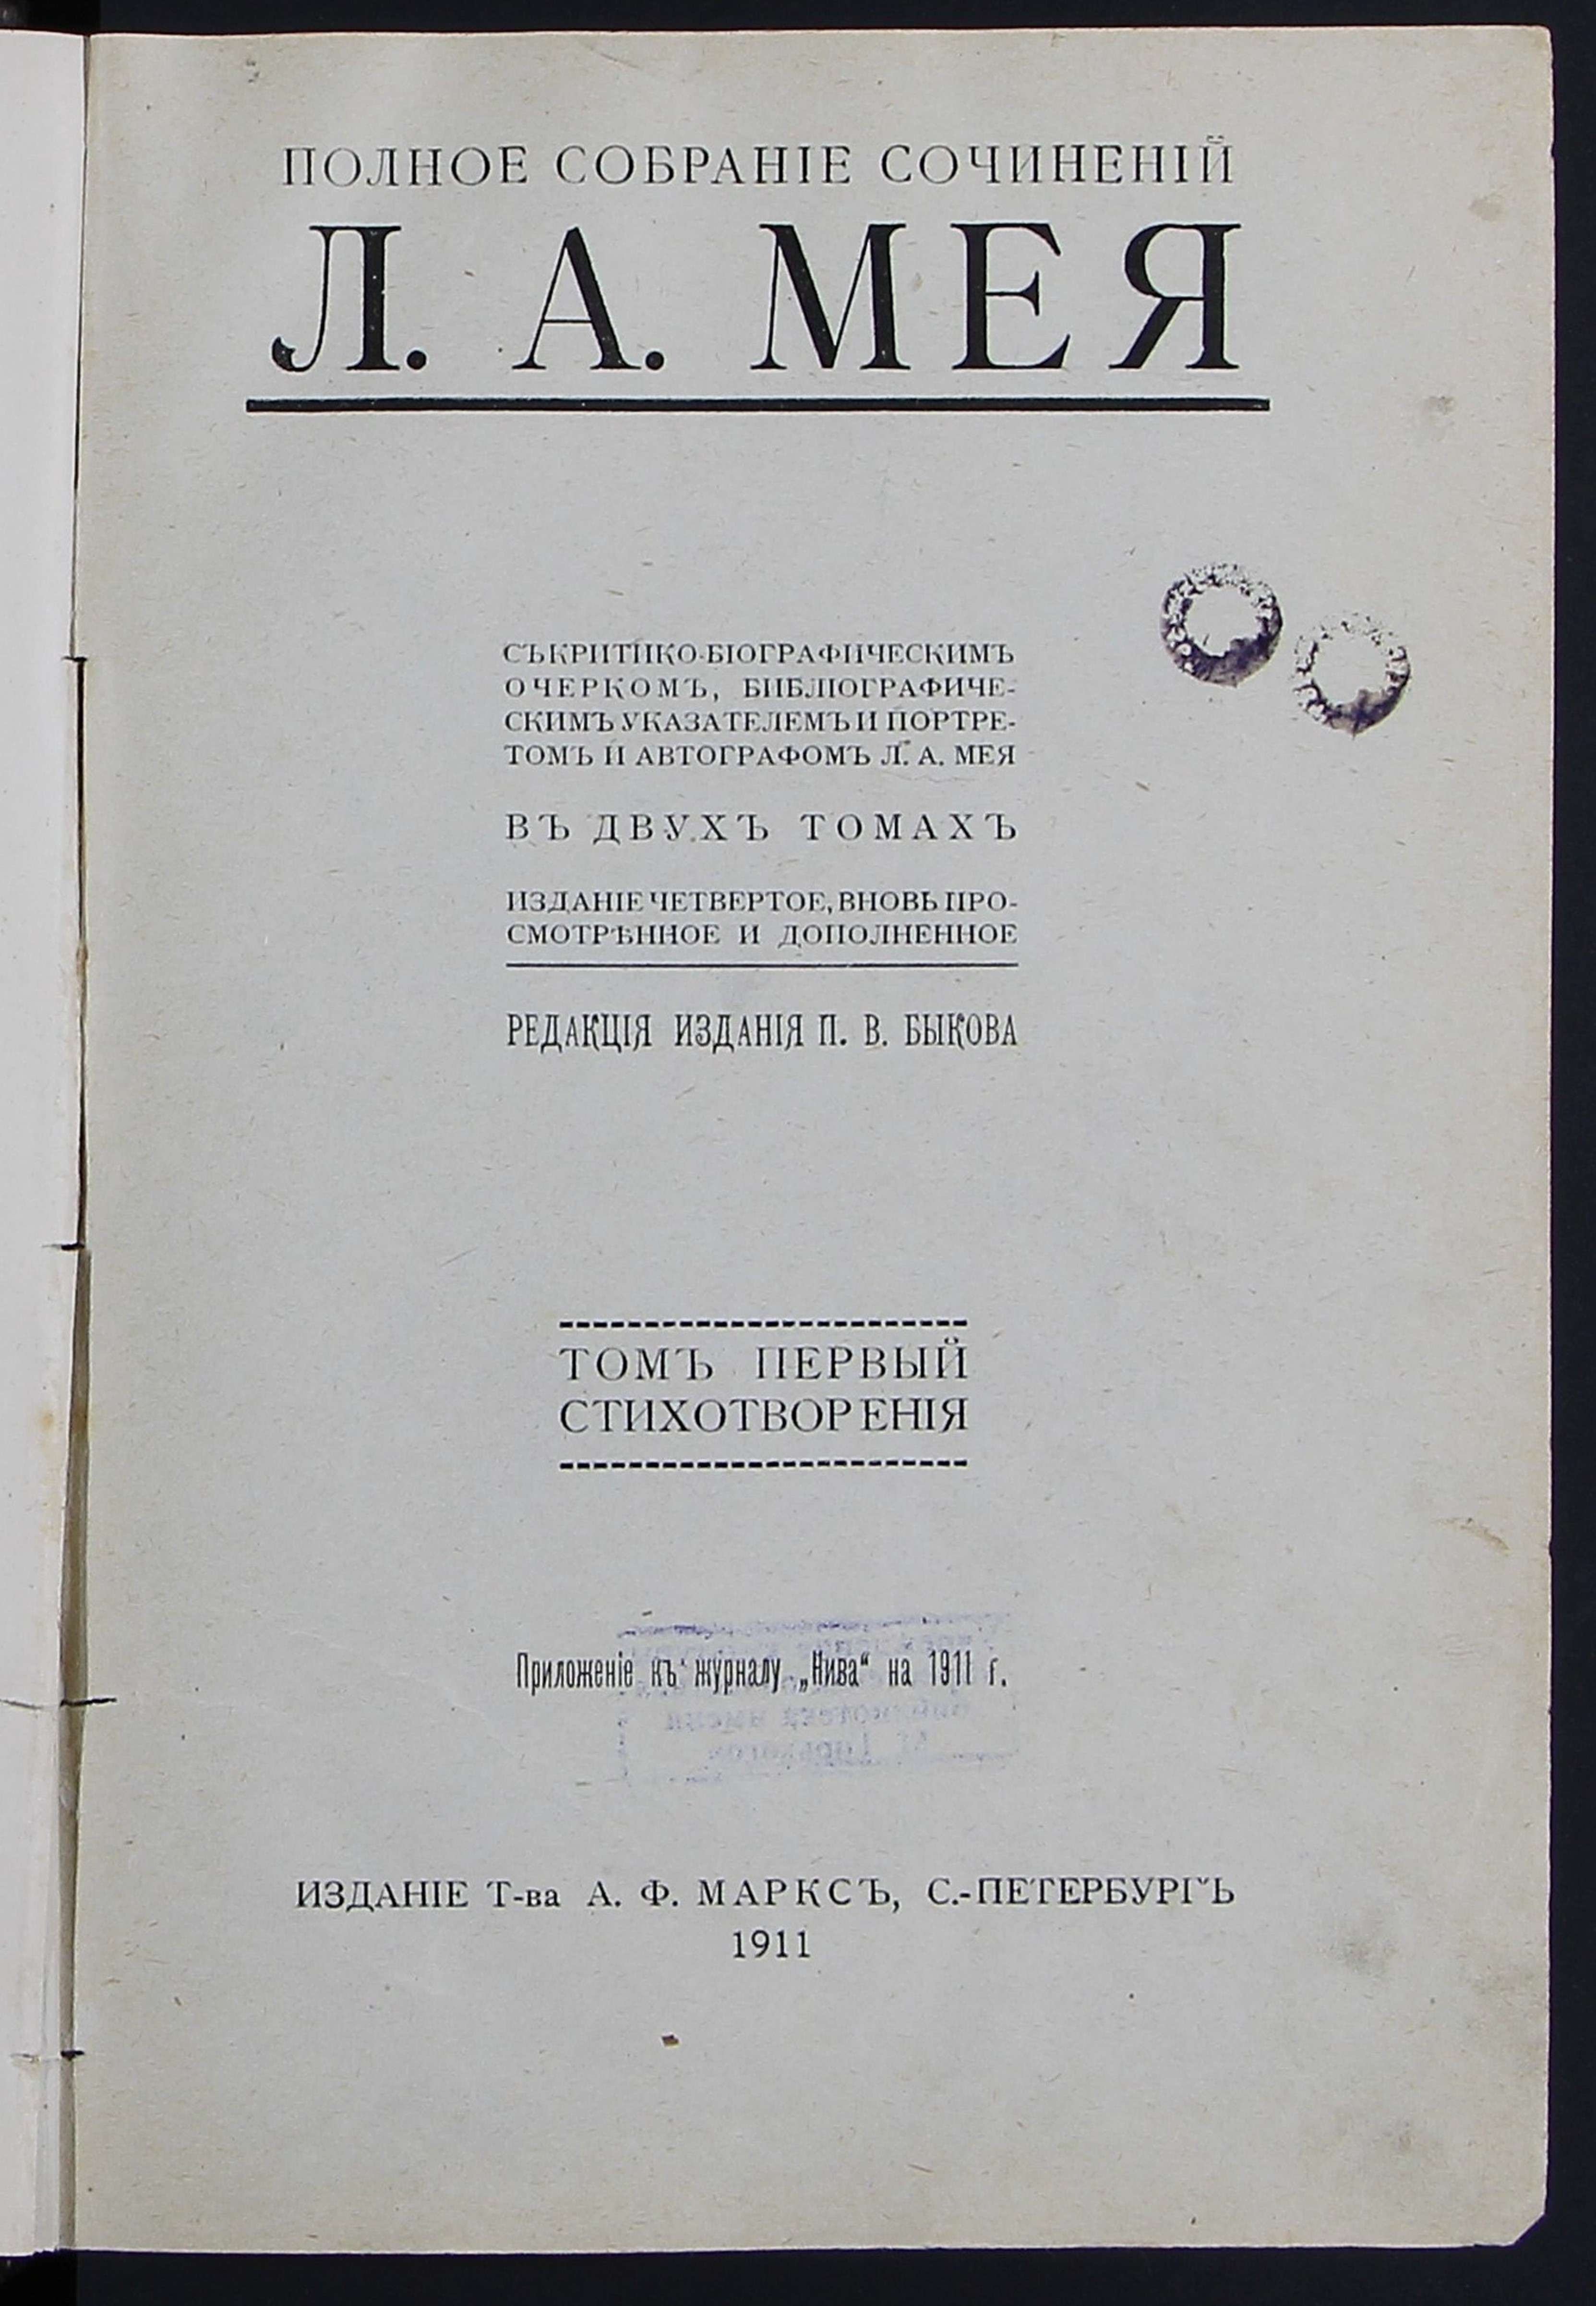 ПОЛНОЕ СОБРАНІЕ СОЧИНЕНІЙ
Л. А. МЕЯ
СЪ КРИТИКО-БІОГРАФИЧЕСКИМЪ
ОЧЕРКОМЪ, БИБЛІОГРАФИЧЕ-
СКИМЪ УКАЗАТЕЛЕМЪ И ПОРТРЕ-
ТОМЪ И АВТОГРАФОМЪ Л. А. МЕЯ
ВЪ ДВУХЪ ТОМАХЪ
ИЗДАНІЕ ЧЕТВЕРТОЕ, ВНОВЬ ПРО-
СМОТРѢННОЕ И ДОПОЛНЕННОЕ
РЕДАКЦІЯ ИЗДАНІЯ П. В. БЫКОВА
ТОМЪ ПЕРВЫЙ
СТИХОТВОРЕНІЯ
Приложеніе къ журналу „Нива“ на 1911 г.
ИЗДАНІЕ Т-ва А. Ф. МАРКСЪ, С.-ПЕТЕРБУРГЪ
1911